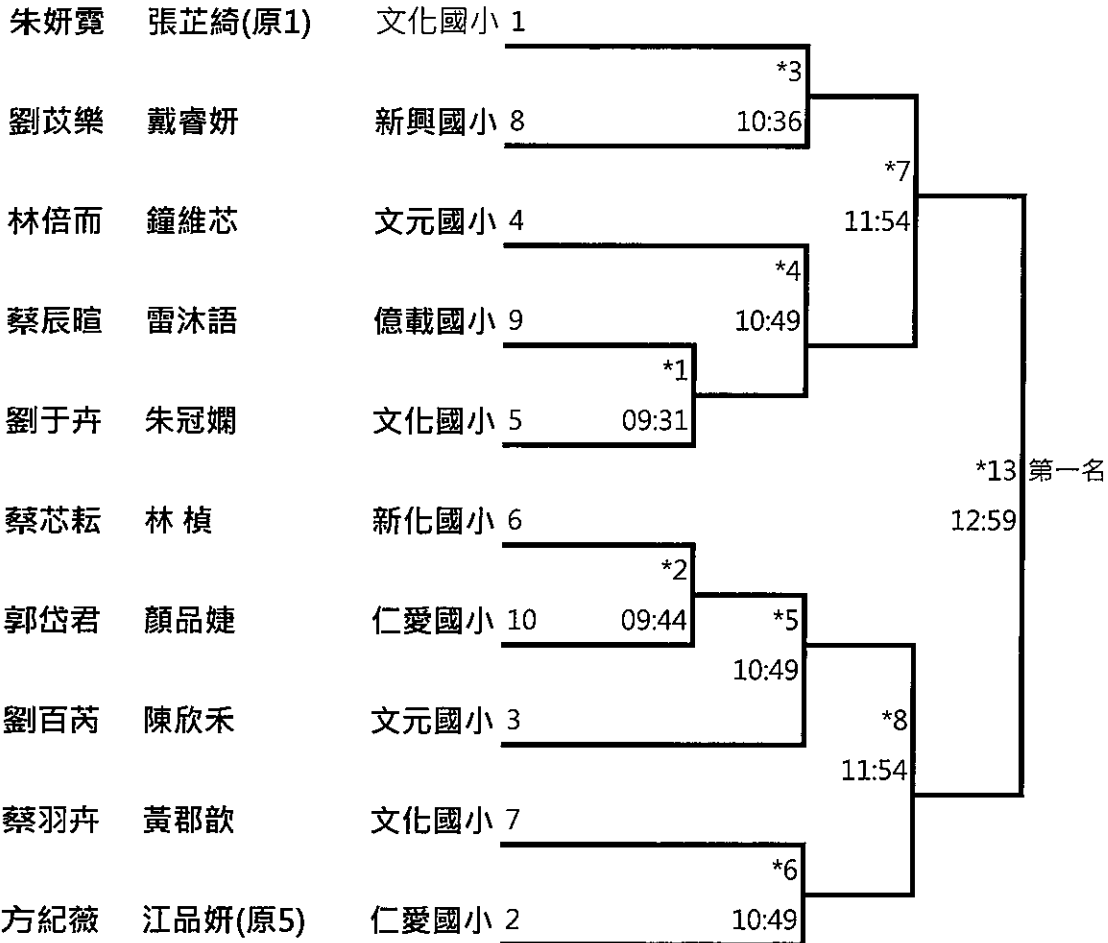 朱妍霓 張芷綺(原1) 文化國小 1
*3
劉苡樂 戴睿妍 新興國小 8 10:36
*7
林倍而 鐘維芯 文元國小 4 11:54
*4
蔡辰暄 雷沐語 億載國小 9 10:49
*1
劉于卉 朱冠嫻 文化國小 5 09:31
*13 第一名
蔡芯耘 林 楨 新化國小 6 12:59
*2
郭岱君 顏品婕 仁愛國小 10 09:44 *5
10:49
劉百芮 陳欣禾 文元國小 3 *8
11:54
蔡羽卉 黃郡歆 文化國小 7
*6
方紀薇 江品妍(原5) 仁愛國小 2 10:49